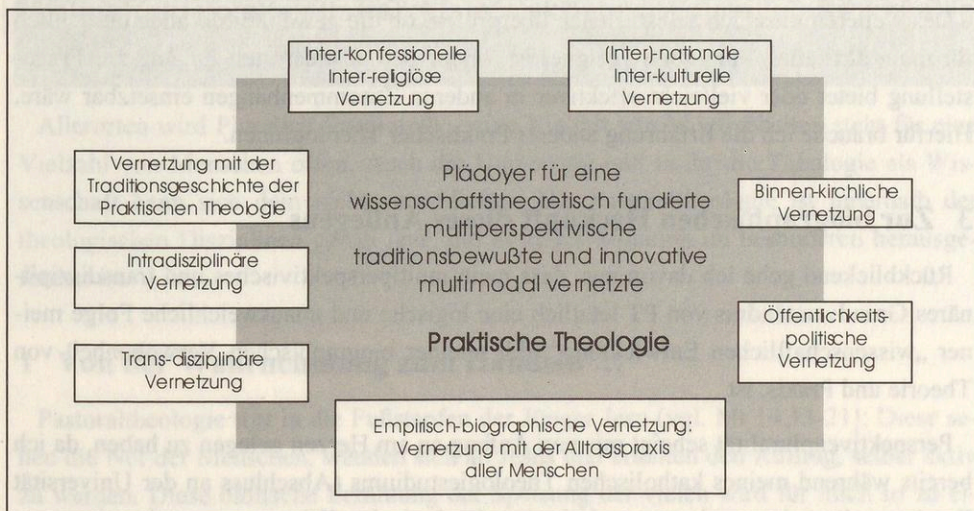 Inter-konfessionelle
Inter-religiöse
Vernetzung
(Inter)-nationale
Inter-kulturelle
Vernetzung
Vernetzung mit der
Traditionsgeschichte der
Praktischen Theologie
Intradisziplinäre
Vernetzung
Trans-disziplinäre
Vernetzung
Plädoyer für eine
wissenschaftstheoretisch fundierte
multiperspektivische
traditionsbewußte und innovative
multimodal vernetzte
Praktische Theologie
Binnen-kirchliche
Vernetzung
Öffentlichkeits-
politische
Vernetzung
Empirisch-biographische Vernetzung:
Vernetzung mit der Alltagspraxis
aller Menschen